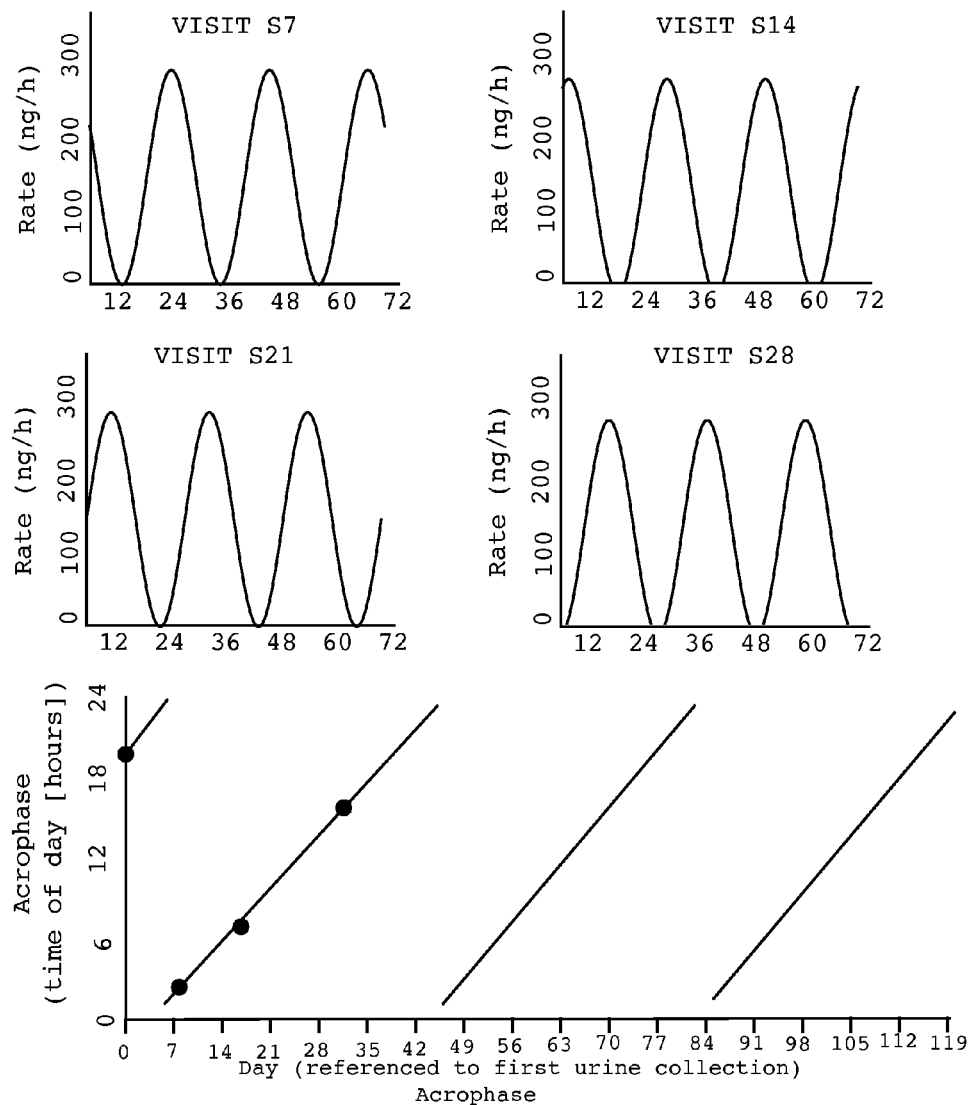 VISIT S7
Rate (ng/h)
300
200
100
0
12 24 36 48 60 72
VISIT S14
Rate (ng/h)
300
200
100
0
12 24 36 48 60 72
VISIT S21
Rate (ng/h)
300
200
100
0
12 24 36 48 60 72
VISIT S28
Rate (ng/h)
300
200
100
0
12 24 36 48 60 72
Acrophase
(time of day [hours])
24
18
12
6
0
0 7 14 21 28 35 42 49 56 63 70 77 84 91 98 105 112 119
Day (referenced to first urine collection)
Acrophase